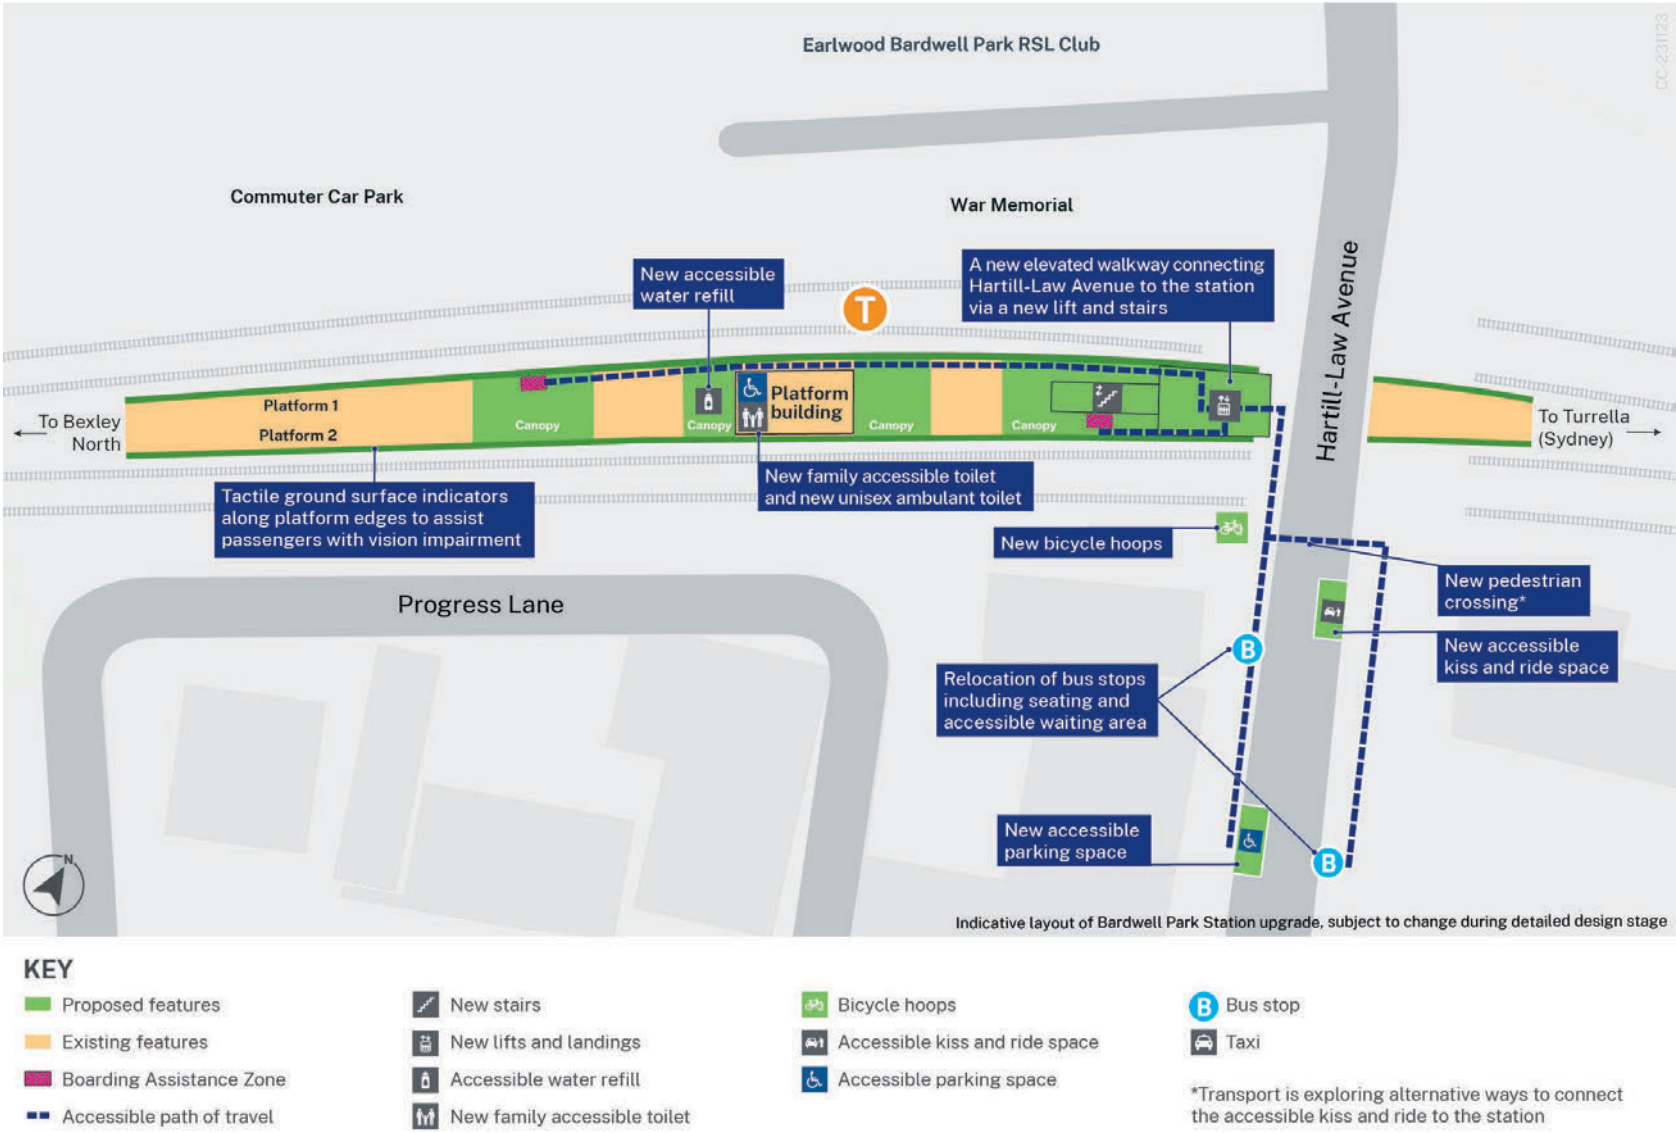 Earlwood Bardwell Park RSL Club
CC-231123
Commuter Car Park
War Memorial
New accessible
water refill
T
A new elevated walkway connecting
Hartill-Law Avenue to the station
via a new lift and stairs
Hartill-Law Avenue
To Bexley
North
Platform 1
Platform 2
Canopy
Canopy
Platform
building
Canopy
Canopy
To Turrella
(Sydney)
Tactile ground surface indicators
along platform edges to assist
passengers with vision impairment
New family accessible toilet
and new unisex ambulant toilet
New bicycle hoops
New pedestrian
crossing*
Progress Lane
New accessible
kiss and ride space
B
Relocation of bus stops
including seating and
accessible waiting area
New accessible
parking space
B
N
Indicative layout of Bardwell Park Station upgrade, subject to change during detailed design stage
KEY
Proposed features
Existing features
Boarding Assistance Zone
Accessible path of travel
New stairs
New lifts and landings
Accessible water refill
New family accessible toilet
Bicycle hoops
Accessible kiss and ride space
Accessible parking space
B Bus stop
Taxi
*Transport is exploring alternative ways to connect
the accessible kiss and ride to the station